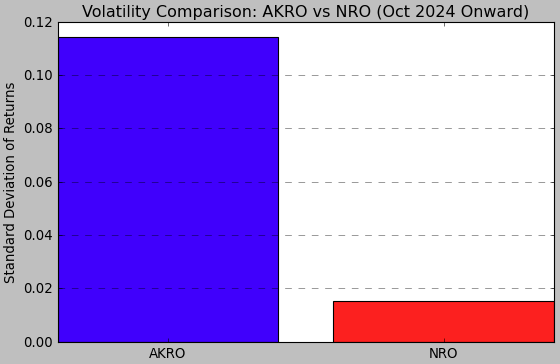 Volatility Comparison: AKRO vs NRO (Oct 2024 Onward)
Standard Deviation of Returns
0.12
0.10
0.08
0.06
0.04
0.02
0.00
AKRO
NRO